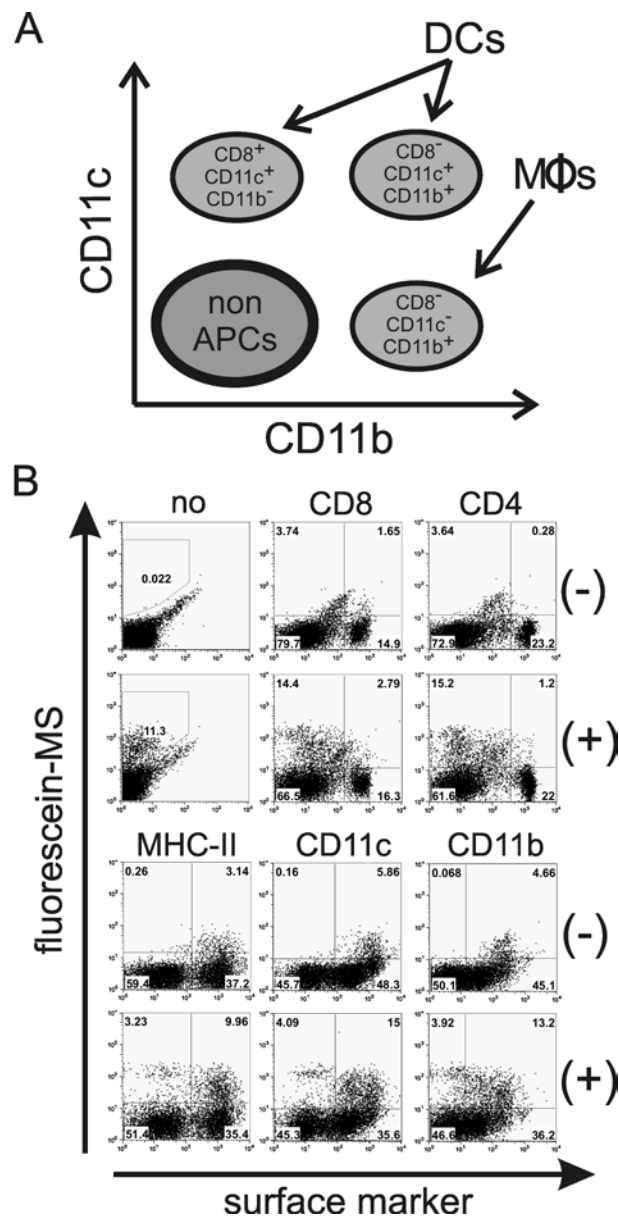 A
DCs
MΦs
CD11c
CD8+
CD11c+
CD11b-
CD8-
CD11c+
CD11b+
non
APCs
CD8-
CD11c-
CD11b+
CD11b
B
no
CD8
CD4
0.022
3.74
1.65
79.7
14.9
3.64
0.28
72.9
23.2
(-)
11.3
14.4
2.79
66.5
16.3
15.2
1.2
61.6
22
(+)
fluorescein-MS
MHC-II
CD11c
CD11b
0.26
3.14
59.4
37.2
0.16
5.86
45.7
48.3
0.068
4.66
50.1
45.1
(-)
3.23
9.96
51.4
35.4
4.09
15
45.3
35.6
3.92
13.2
46.6
36.2
(+)
surface marker